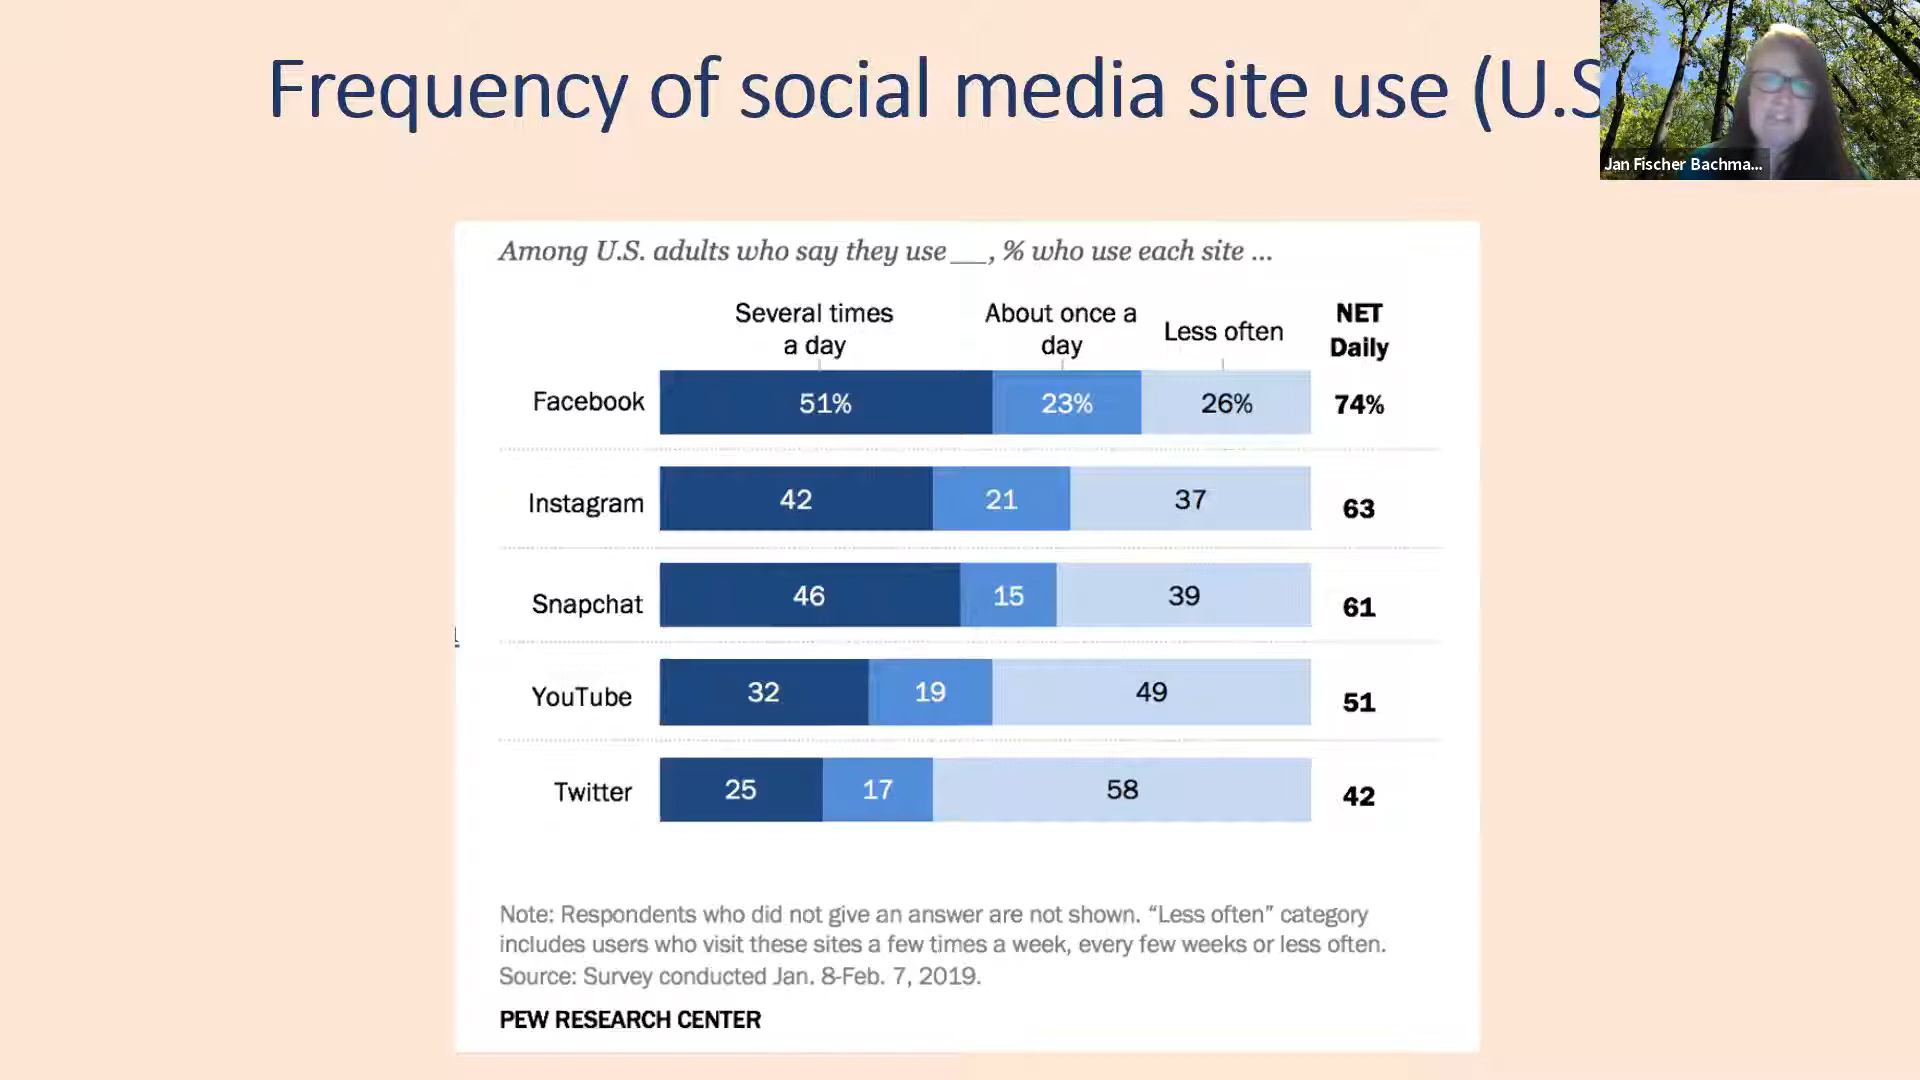 Frequency of social media site use (U.S
Jan Fischer Bachma...
Among U.S. adults who say they use __, % who use each site ...
Several times a day
About once a day
Less often
NET Daily
Facebook 51% 23% 26% 74%
Instagram 42 21 37 63
Snapchat 46 15 39 61
YouTube 32 19 49 51
Twitter 25 17 58 42
Note: Respondents who did not give an answer are not shown. “Less often” category
includes users who visit these sites a few times a week, every few weeks or less often.
Source: Survey conducted Jan. 8-Feb. 7, 2019.
PEW RESEARCH CENTER